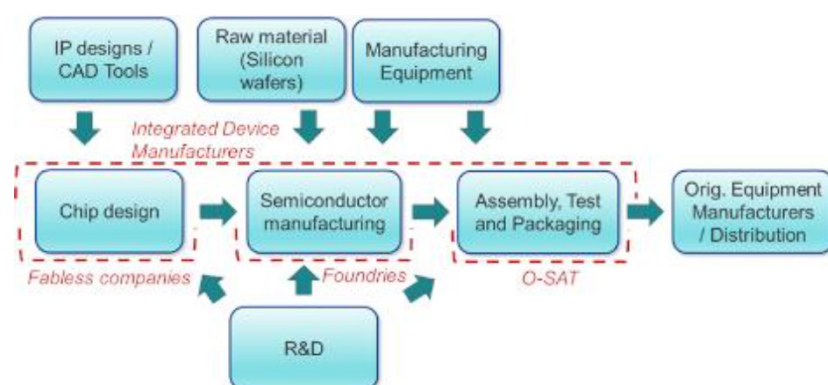 IP designs /
CAD Tools
Raw material
(Silicon
wafers)
Manufacturing
Equipment
Integrated Device
Manufacturers
Chip design
Semiconductor
manufacturing
Assembly, Test
and Packaging
Orig. Equipment
Manufacturers
/ Distribution
Fabless companies
Foundries
O-SAT
R&D